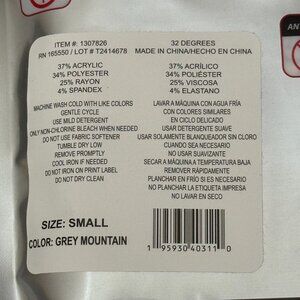 ITEM #: 1307826
RN 165550 / LOT # T2414678
37% ACRYLIC
34% POLYESTER
25% RAYON
4% SPANDEX
MACHINE WASH COLD WITH LIKE COLORS
GENTLE CYCLE
USE MILD DETERGENT
ONLY NON-CHLORINE BLEACH WHEN NEEDED
DO NOT USE FABRIC SOFTENER
TUMBLE DRY LOW
REMOVE PROMPTLY
COOL IRON IF NEEDED
DO NOT IRON ON PRINT LABEL
DO NOT DRY CLEAN
32 DEGREES
MADE IN CHINA/HECHO EN CHINA
37% ACRÍLICO
34% POLIÉSTER
25% VISCOSA
4% ELASTANO
LAVAR A MÁQUINA CON AGUA FRÍA
CON COLORES SIMILARES
EN CICLO DELICADO
USAR DETERGENTE SUAVE
USAR SOLAMENTE BLANQUEADOR SIN CLORO
CUANDO SEA NECESARIO
NO USAR SUAVIZANTE
SECAR A MÁQUINA A TEMPERATURA BAJA
REMOVER RÁPIDAMENTE
PLANCHAR EN FRÍO SI ES NECESARIO
NO PLANCHAR LA ETIQUETA IMPRESA
NO LAVAR EN SECO
SIZE: SMALL
COLOR: GREY MOUNTAIN
1 95930 40311 0
AN